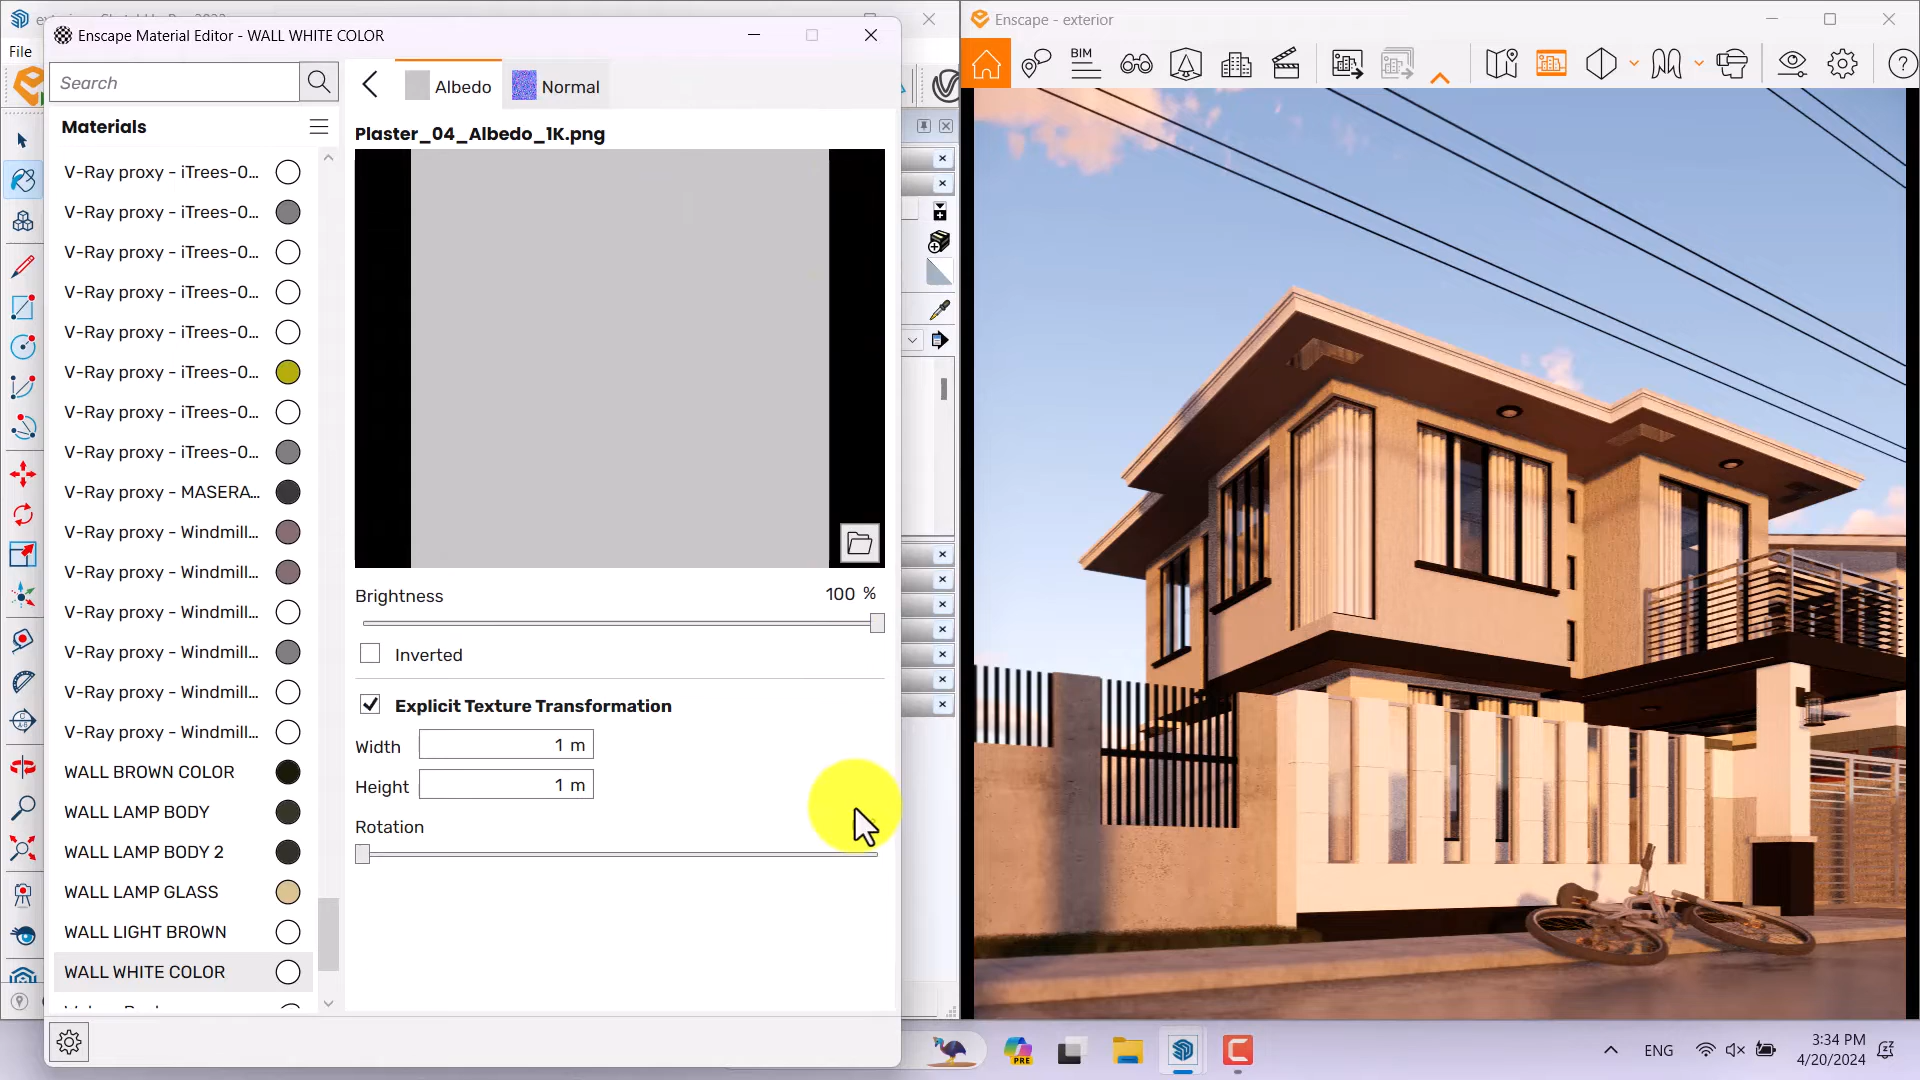 Enscape Material Editor - WALL WHITE COLOR
Enscape - exterior
File
Search
Albedo
Normal
BIM
Materials
Plaster_04_Albedo_1K.png
V-Ray proxy - iTrees-0...
V-Ray proxy - iTrees-0...
V-Ray proxy - iTrees-0...
V-Ray proxy - iTrees-0...
V-Ray proxy - iTrees-0...
V-Ray proxy - iTrees-0...
V-Ray proxy - iTrees-0...
V-Ray proxy - iTrees-0...
V-Ray proxy - MASERA...
V-Ray proxy - Windmill...
V-Ray proxy - Windmill...
V-Ray proxy - Windmill...
V-Ray proxy - Windmill...
V-Ray proxy - Windmill...
V-Ray proxy - Windmill...
WALL BROWN COLOR
WALL LAMP BODY
WALL LAMP BODY 2
WALL LAMP GLASS
WALL LIGHT BROWN
WALL WHITE COLOR
Brightness
100 %
Inverted
Explicit Texture Transformation
Width
1 m
Height
1 m
Rotation
PRE
ENG
3:34 PM
4/20/2024